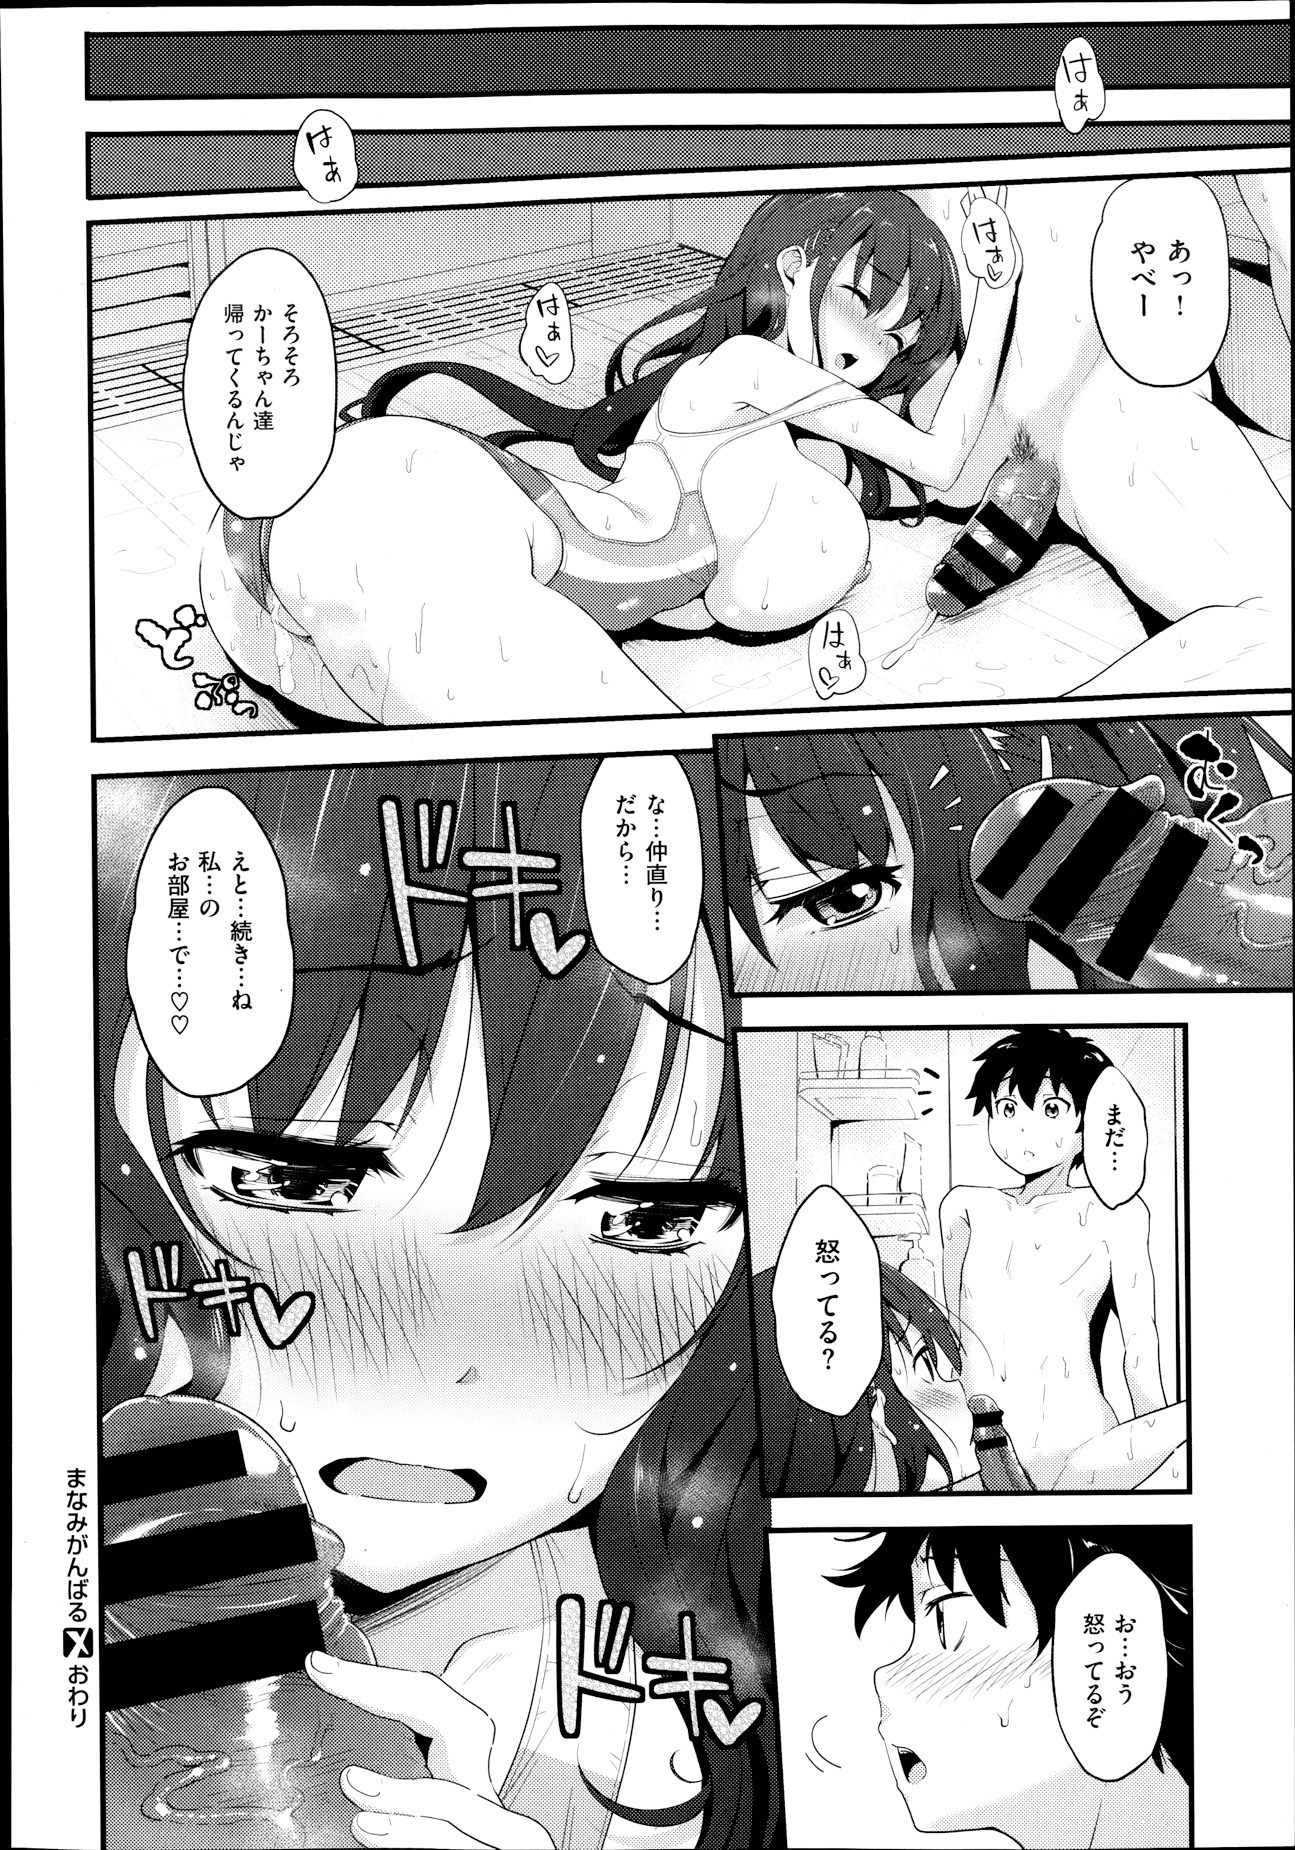 はぁ
はぁ
あっ！
やべー
はぁ♡
はぁ♡
そろそろ
かーちゃん達
帰ってくるんじゃ
はぁ♡
むくっ
まだ…
怒ってる？
お…おう
怒ってるぞ
な…仲直り…
だから…
ドキ♡
えと…続き…ね
私…の
お部屋…で…♡♡
ドキ♡
ドキ♡
まなみがんばるX おわり